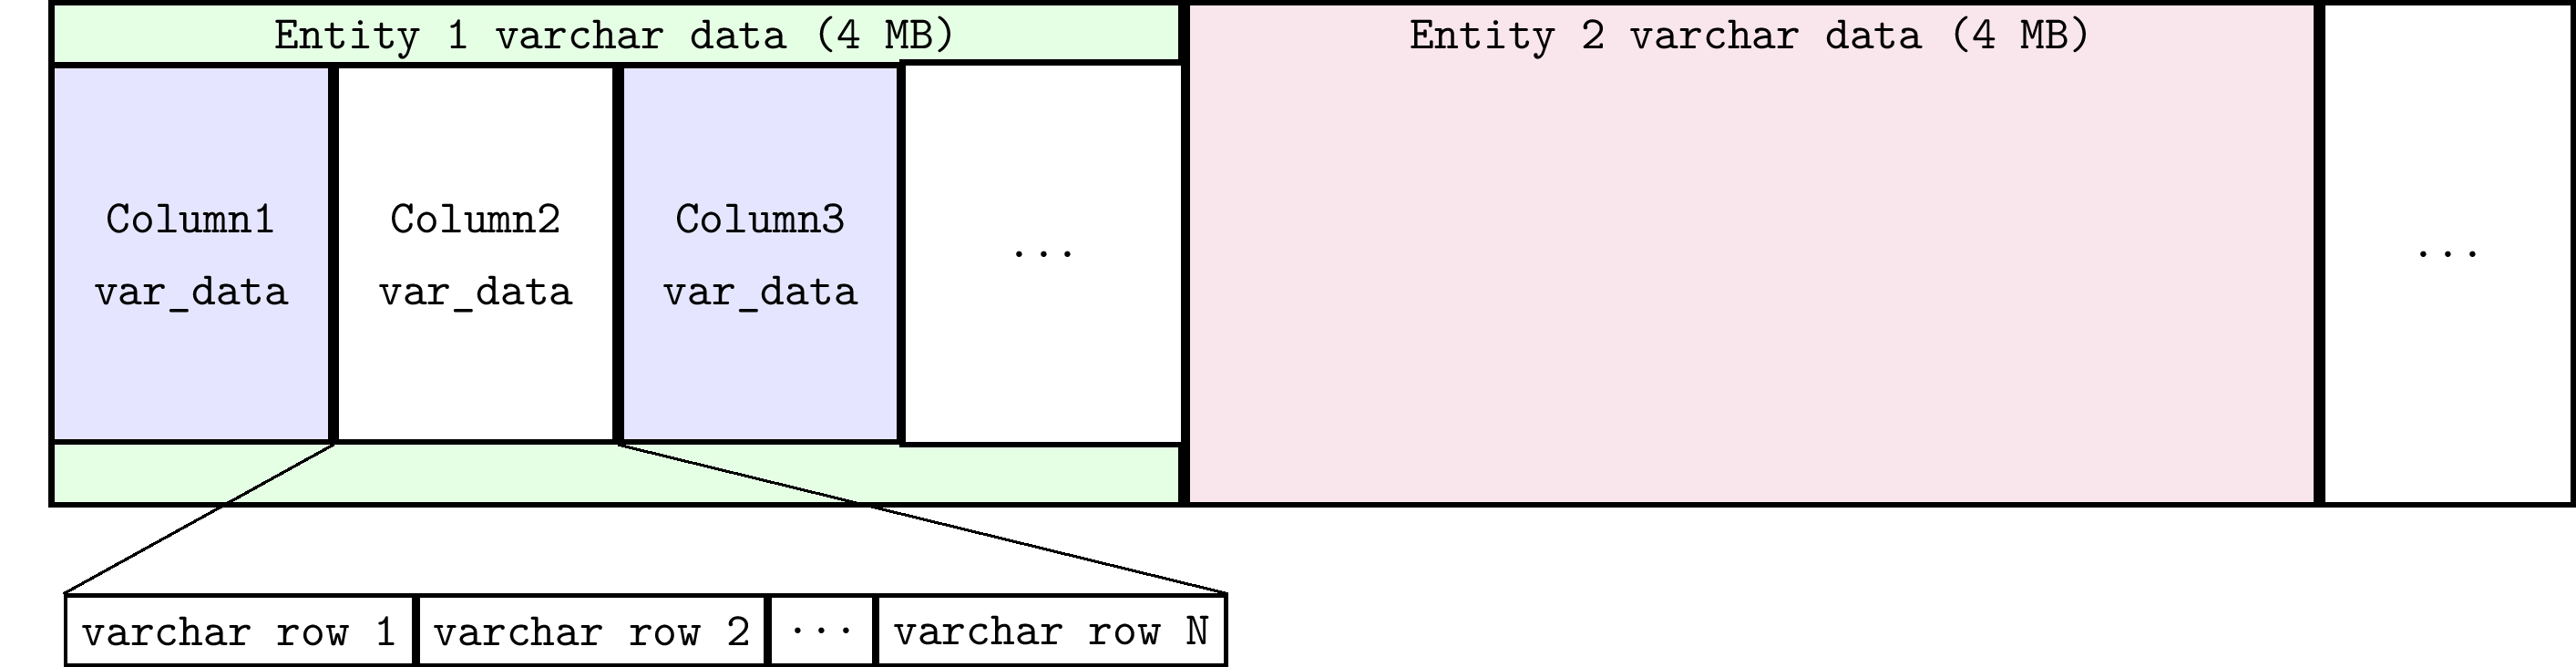 Entity 1 varchar data (4 MB)
Entity 2 varchar data (4 MB)
Column1
var_data
Column2
var_data
Column3
var_data
...
...
varchar row 1
varchar row 2
...
varchar row N